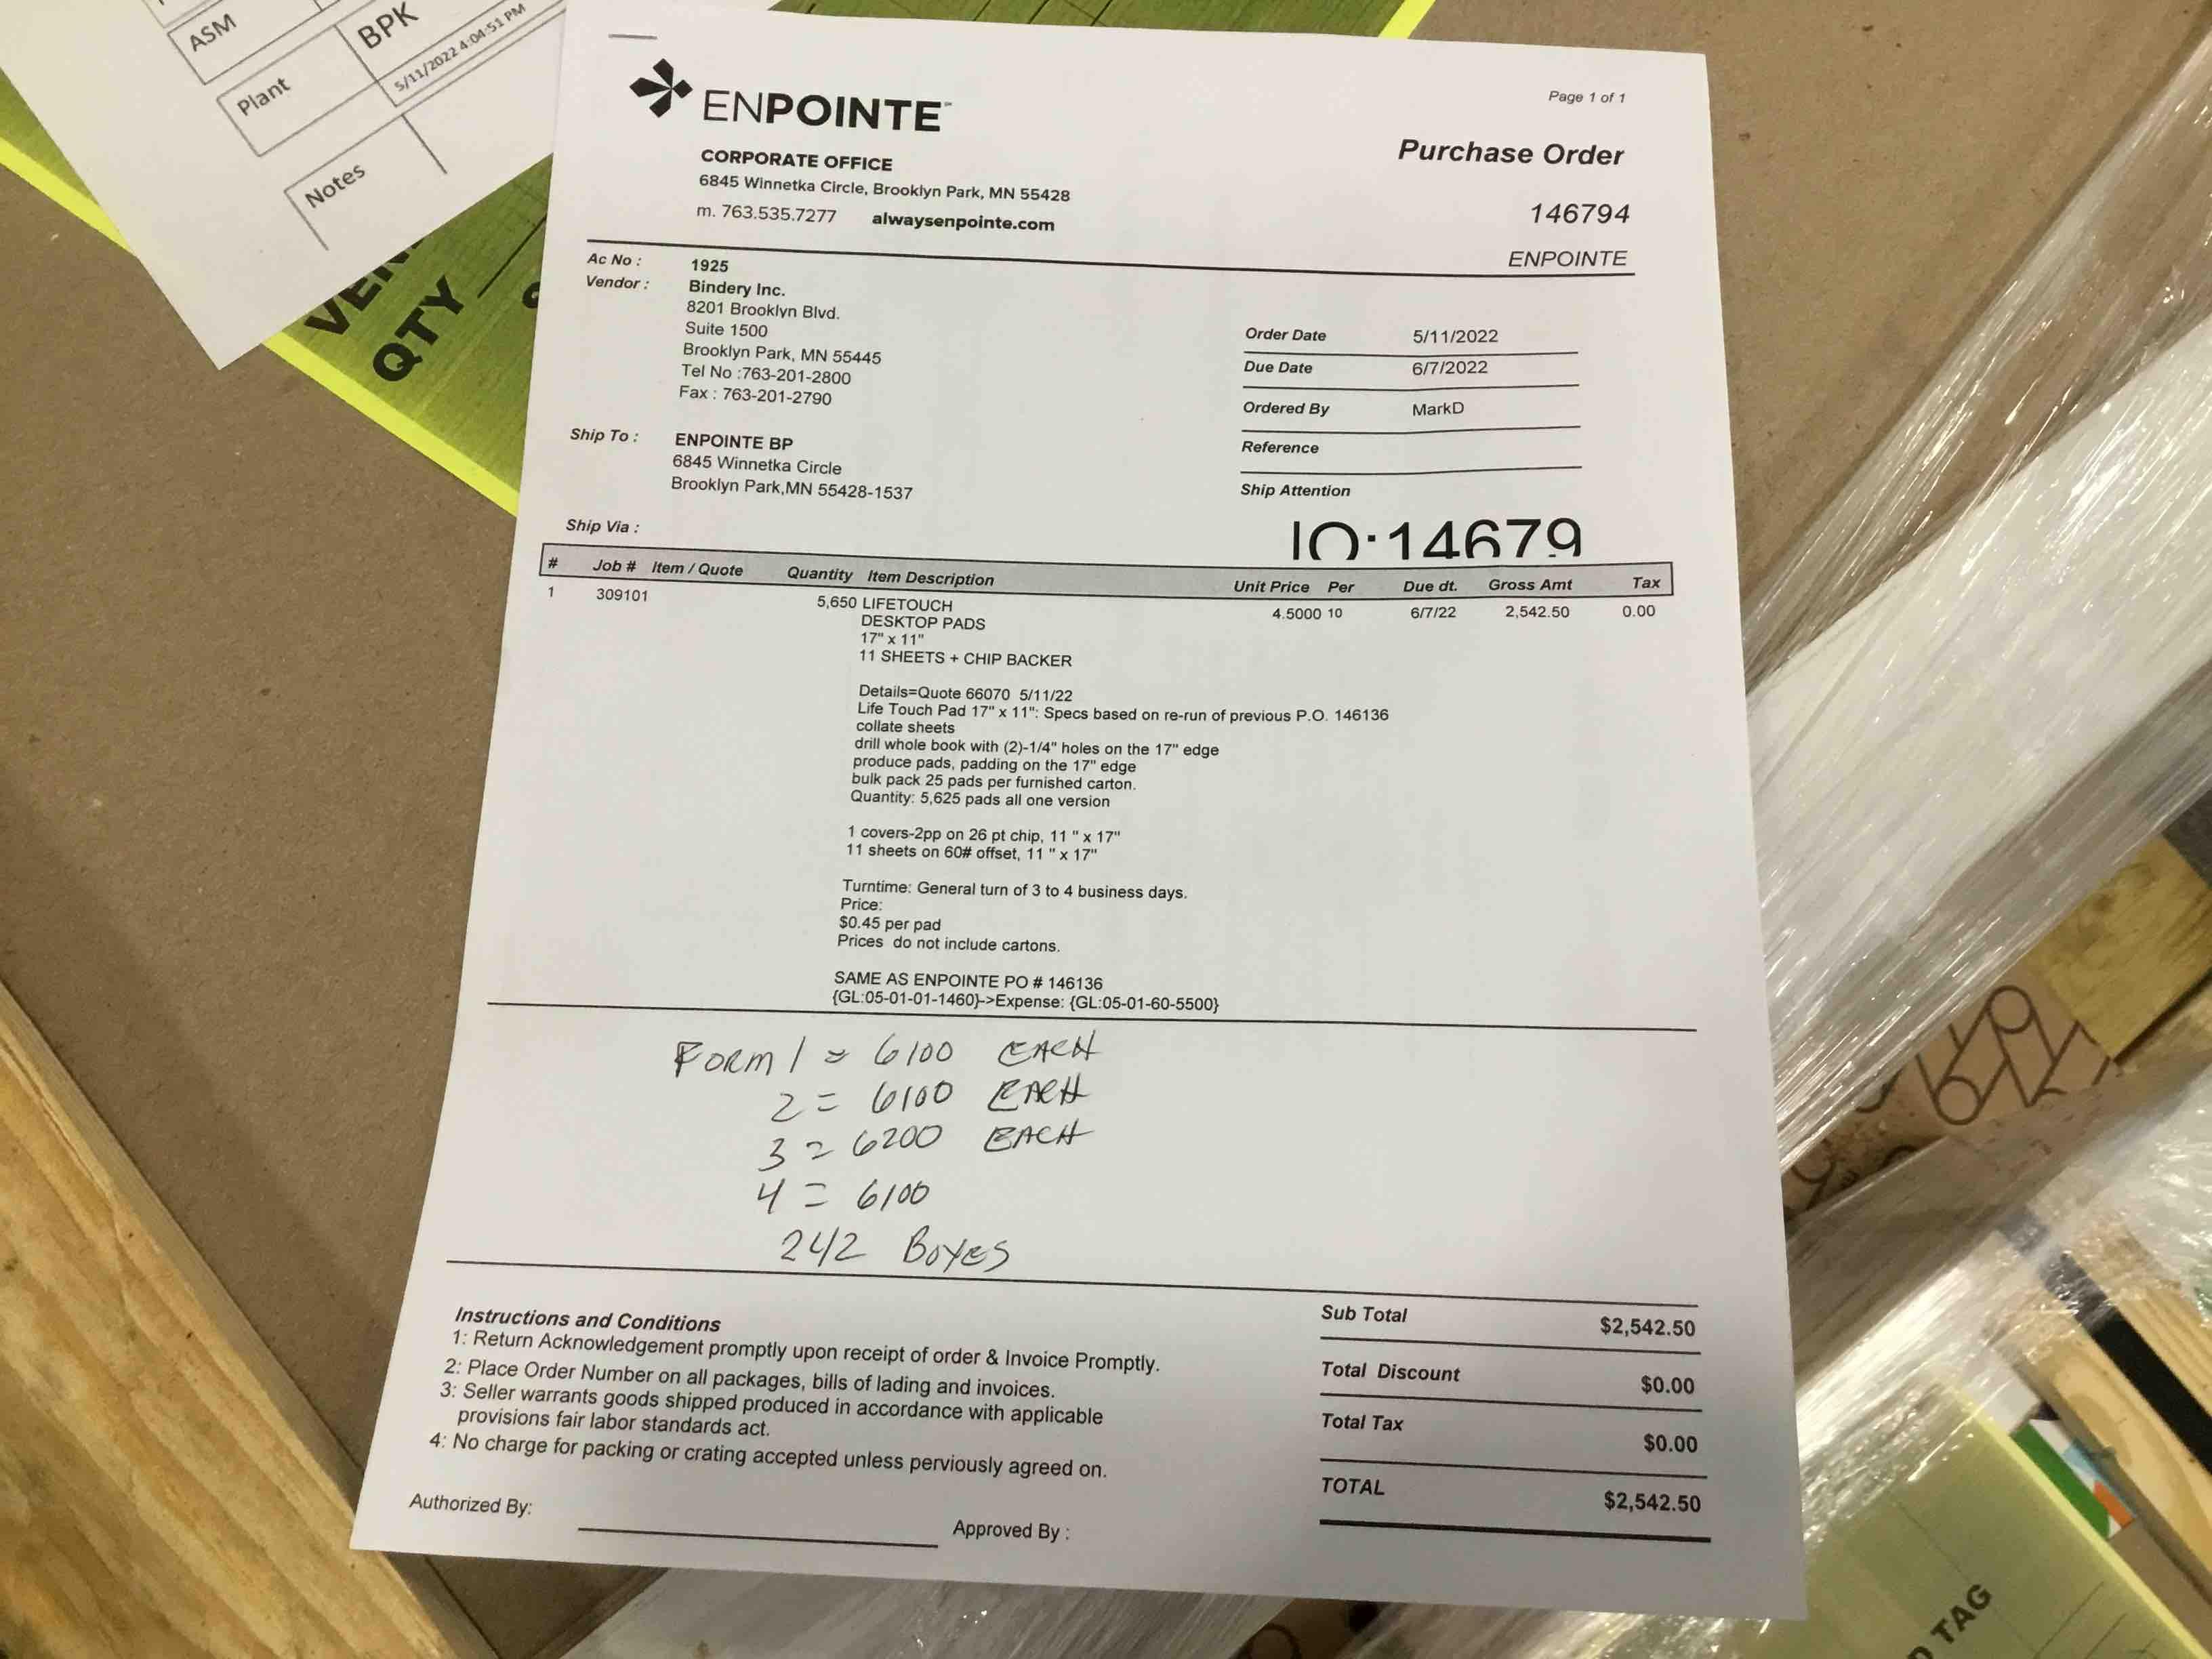 ASM
BPK
Plant
5/11/2022 4:04:51 PM
Notes
QTY
ENPOINTE
Page 1 of 1
CORPORATE OFFICE
6845 Winnetka Circle, Brooklyn Park, MN 55428
m. 763.535.7277 alwaysenpointe.com
Purchase Order
146794
ENPOINTE
Ac No : 1925
Vendor : Bindery Inc.
8201 Brooklyn Blvd.
Suite 1500
Brooklyn Park, MN 55445
Tel No :763-201-2800
Fax : 763-201-2790
Order Date 5/11/2022
Due Date 6/7/2022
Ordered By MarkD
Reference
Ship Attention
Ship To : ENPOINTE BP
6845 Winnetka Circle
Brooklyn Park,MN 55428-1537
Ship Via :
14679
# Job # Item / Quote Quantity Item Description Unit Price Per Due dt. Gross Amt Tax
1 309101 5,650 LIFETOUCH 4.5000 10 6/7/22 2,542.50 0.00
DESKTOP PADS
17" x 11"
11 SHEETS + CHIP BACKER
Details=Quote 66070 5/11/22
Life Touch Pad 17" x 11": Specs based on re-run of previous P.O. 146136
collate sheets
drill whole book with (2)-1/4" holes on the 17" edge
produce pads, padding on the 17" edge
bulk pack 25 pads per furnished carton.
Quantity: 5,625 pads all one version
1 covers-2pp on 26 pt chip, 11 " x 17"
11 sheets on 60# offset, 11 " x 17"
Turntime: General turn of 3 to 4 business days.
Price:
$0.45 per pad
Prices do not include cartons.
SAME AS ENPOINTE PO # 146136
{GL:05-01-01-1460}->Expense: {GL:05-01-60-5500}
FORM 1 = 6100 EACH
2 = 6100 EACH
3 = 6200 EACH
4 = 6100
242 BOXES
Instructions and Conditions
1: Return Acknowledgement promptly upon receipt of order & Invoice Promptly.
2: Place Order Number on all packages, bills of lading and invoices.
3: Seller warrants goods shipped produced in accordance with applicable
provisions fair labor standards act.
4: No charge for packing or crating accepted unless perviously agreed on.
Sub Total $2,542.50
Total Discount $0.00
Total Tax $0.00
TOTAL $2,542.50
Authorized By:
Approved By :
TAG